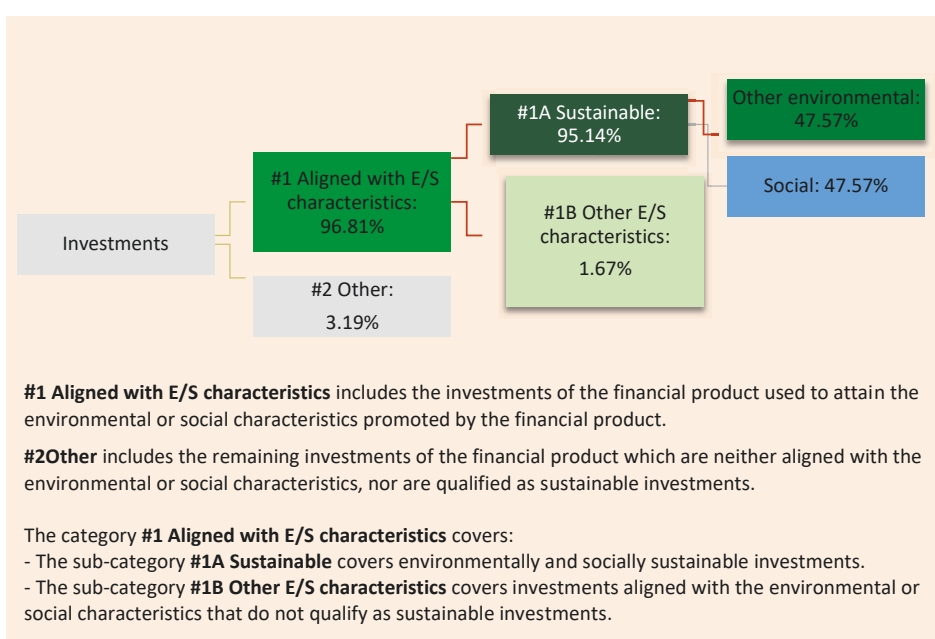 Investments
#1 Aligned with E/S
characteristics:
96.81%
#2 Other:
3.19%
#1A Sustainable:
95.14%
#1B Other E/S
characteristics:
1.67%
Other environmental:
47.57%
Social: 47.57%
#1 Aligned with E/S characteristics includes the investments of the financial product used to attain the
environmental or social characteristics promoted by the financial product.
#2Other includes the remaining investments of the financial product which are neither aligned with the
environmental or social characteristics, nor are qualified as sustainable investments.
The category #1 Aligned with E/S characteristics covers:
- The sub-category #1A Sustainable covers environmentally and socially sustainable investments.
- The sub-category #1B Other E/S characteristics covers investments aligned with the environmental or
social characteristics that do not qualify as sustainable investments.